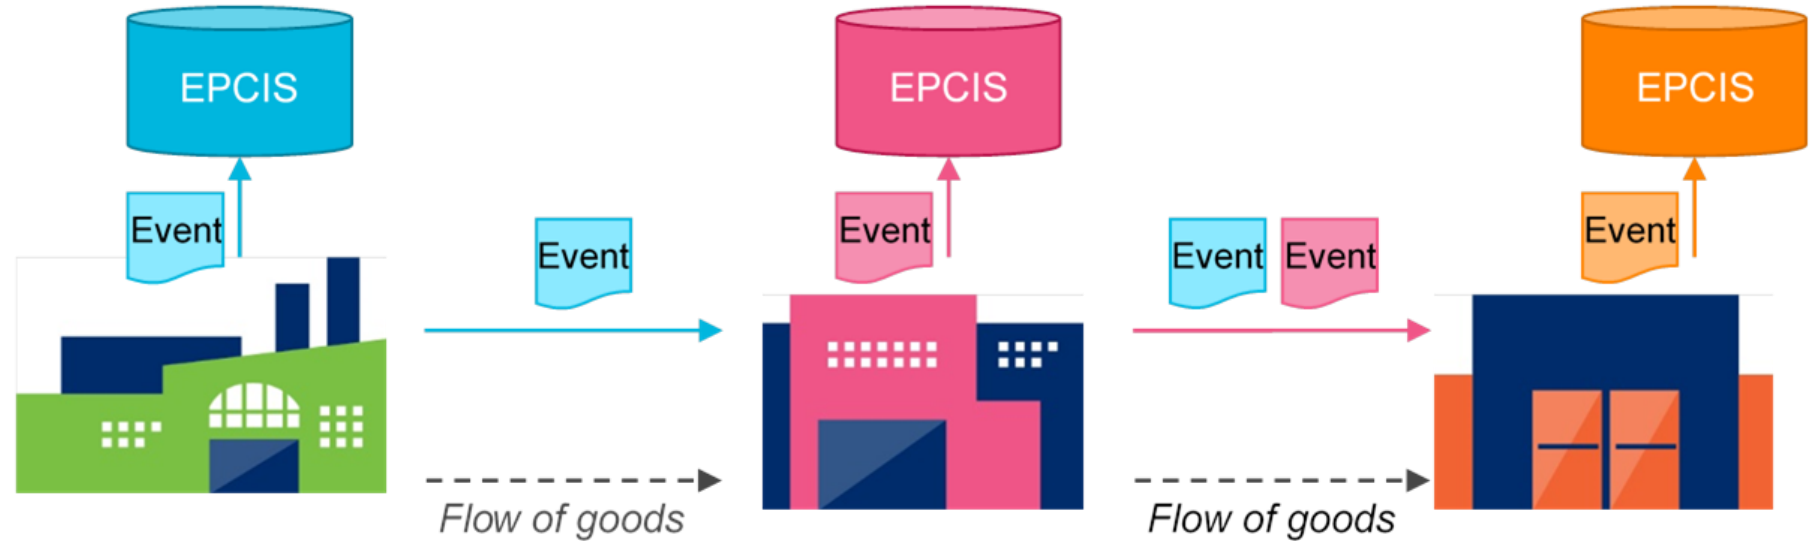 EPCIS
EPCIS
EPCIS
Event
Event
Event
Event
Event
Event
Flow of goods
Flow of goods